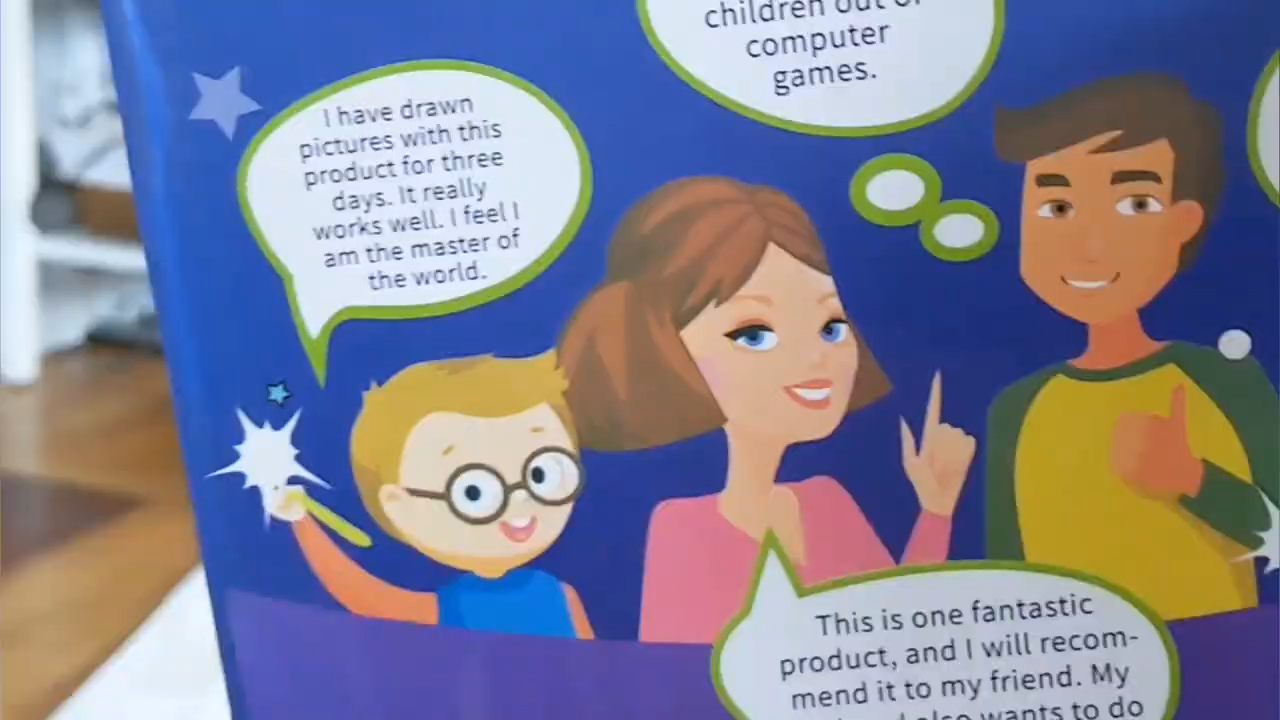 children out of
computer
games.
I have drawn
pictures with this
product for three
days. It really
works well. I feel I
am the master of
the world.
This is one fantastic
product, and I will recom-
mend it to my friend. My
also wants to do